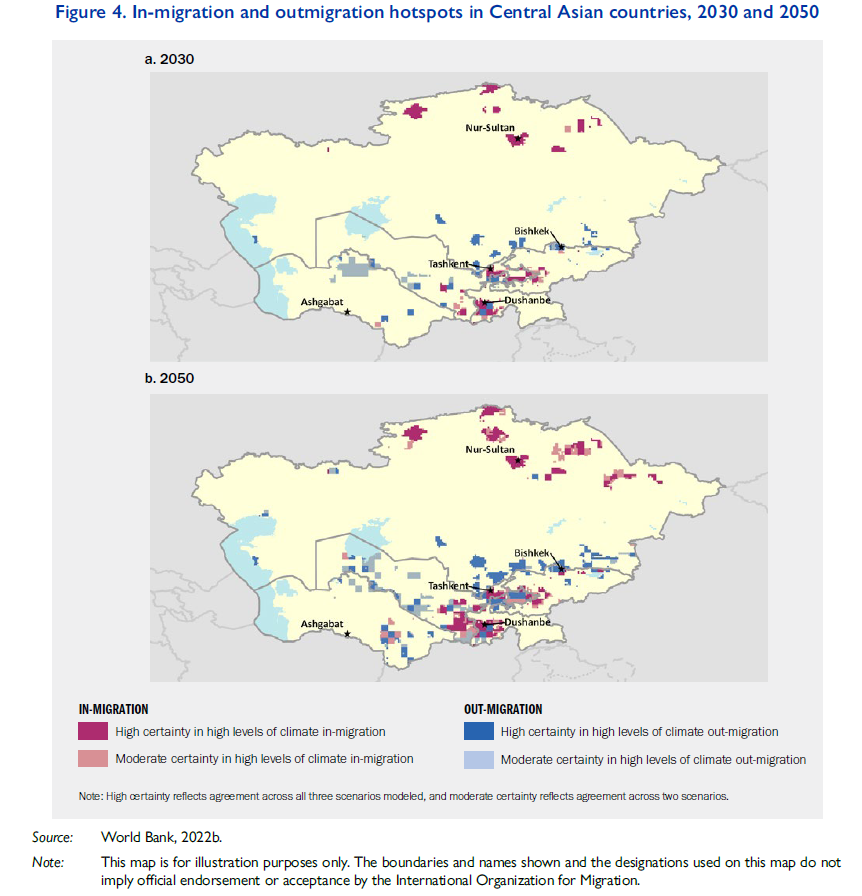 Figure 4. In-migration and outmigration hotspots in Central Asian countries, 2030 and 2050
a. 2030
Nur-Sultan
Bishkek
Tashkent
Ashgabat
Dushanbe
b. 2050
Nur-Sultan
Bishkek
Tashkent
Ashgabat
Dushanbe
IN-MIGRATION
High certainty in high levels of climate in-migration
Moderate certainty in high levels of climate in-migration
OUT-MIGRATION
High certainty in high levels of climate out-migration
Moderate certainty in high levels of climate out-migration
Note: High certainty reflects agreement across all three scenarios modeled, and moderate certainty reflects agreement across two scenarios.
Source: World Bank, 2022b.
Note: This map is for illustration purposes only. The boundaries and names shown and the designations used on this map do not
imply official endorsement or acceptance by the International Organization for Migration.